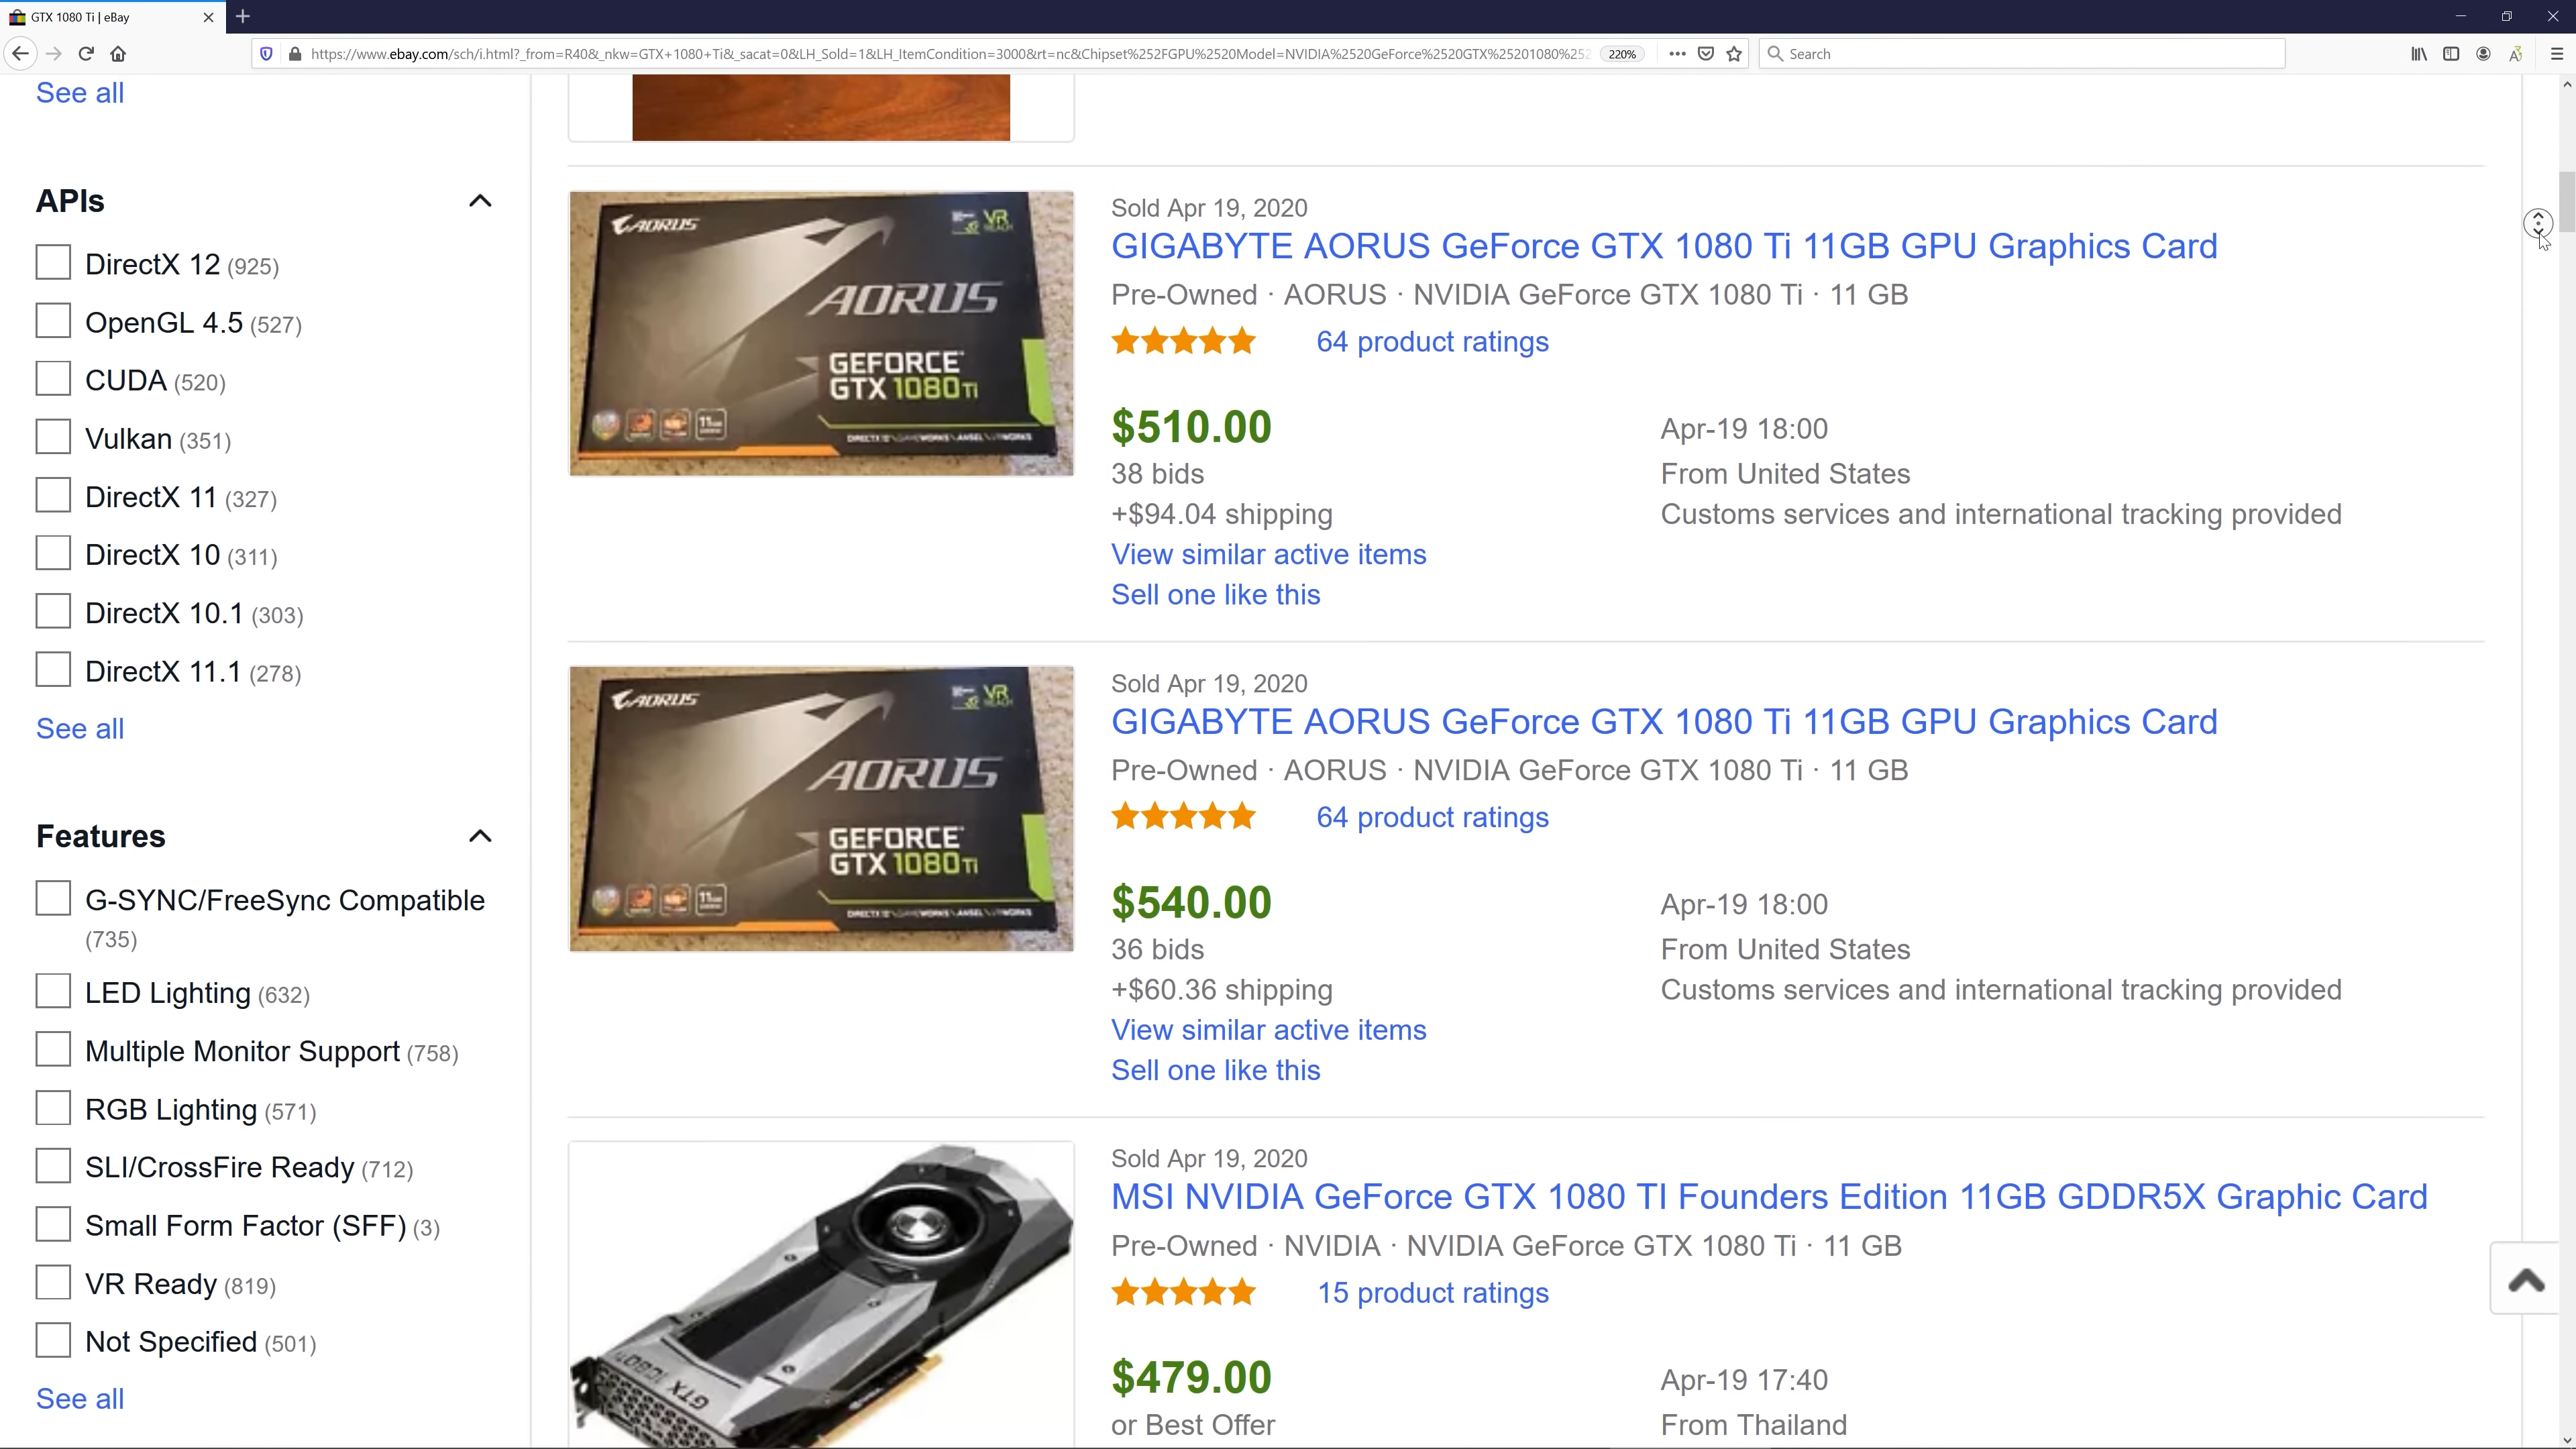 GTX 1080 Ti | eBay
https://www.ebay.com/sch/i.html?_from=R40&_nkw=GTX+1080+Ti&_sacat=0&LH_Sold=1&LH_ItemCondition=3000&rt=nc&Chipset%252FGPU%2520Model=NVIDIA%2520GeForce%2520GTX%25201080%252
220%
Search
See all
APIs
DirectX 12 (925)
OpenGL 4.5 (527)
CUDA (520)
Vulkan (351)
DirectX 11 (327)
DirectX 10 (311)
DirectX 10.1 (303)
DirectX 11.1 (278)
See all
Features
G-SYNC/FreeSync Compatible
(735)
LED Lighting (632)
Multiple Monitor Support (758)
RGB Lighting (571)
SLI/CrossFire Ready (712)
Small Form Factor (SFF) (3)
VR Ready (819)
Not Specified (501)
See all
AORUS
VR
AORUS
GEFORCE
GTX 1080 Ti
Sold Apr 19, 2020
GIGABYTE AORUS GeForce GTX 1080 Ti 11GB GPU Graphics Card
Pre-Owned · AORUS · NVIDIA GeForce GTX 1080 Ti · 11 GB
64 product ratings
$510.00
38 bids
+$94.04 shipping
View similar active items
Sell one like this
Apr-19 18:00
From United States
Customs services and international tracking provided
AORUS
VR
AORUS
GEFORCE
GTX 1080 Ti
Sold Apr 19, 2020
GIGABYTE AORUS GeForce GTX 1080 Ti 11GB GPU Graphics Card
Pre-Owned · AORUS · NVIDIA GeForce GTX 1080 Ti · 11 GB
64 product ratings
$540.00
36 bids
+$60.36 shipping
View similar active items
Sell one like this
Apr-19 18:00
From United States
Customs services and international tracking provided
GTX 1080 Ti
Sold Apr 19, 2020
MSI NVIDIA GeForce GTX 1080 TI Founders Edition 11GB GDDR5X Graphic Card
Pre-Owned · NVIDIA · NVIDIA GeForce GTX 1080 Ti · 11 GB
15 product ratings
$479.00
or Best Offer
Apr-19 17:40
From Thailand